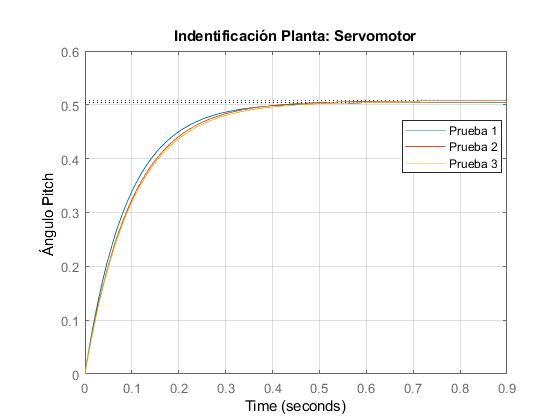 Indentificación Planta: Servomotor
0.6
0.5
0.4
0.3
0.2
0.1
0
Ángulo Pitch
Prueba 1
Prueba 2
Prueba 3
0 0.1 0.2 0.3 0.4 0.5 0.6 0.7 0.8 0.9
Time (seconds)